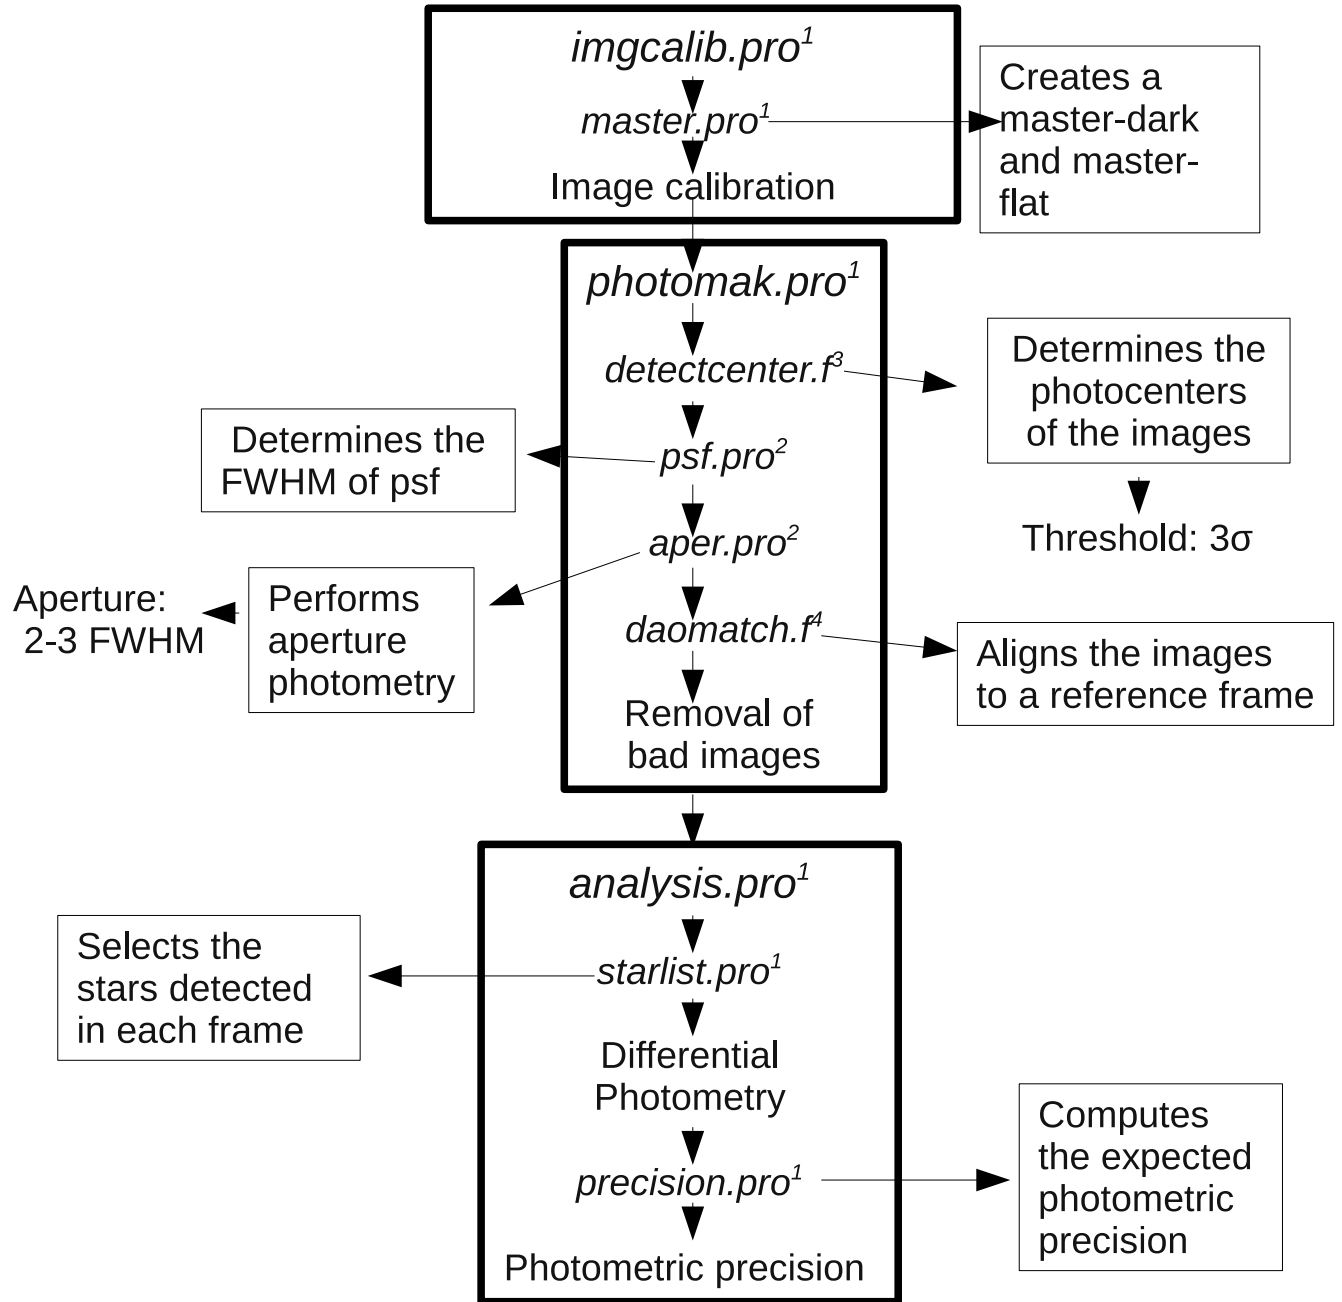 imgcalib.pro¹
master.pro¹
Image calibration
Creates a
master-dark
and master-
flat
photomak.pro¹
detectcenter.f³
Determines the
photocenters
of the images
Threshold: 3σ
psf.pro²
Determines the
FWHM of psf
aper.pro²
Performs
aperture
photometry
Aperture:
2-3 FWHM
daomatch.f⁴
Aligns the images
to a reference frame
Removal of
bad images
analysis.pro¹
starlist.pro¹
Selects the
stars detected
in each frame
Differential
Photometry
precision.pro¹
Computes
the expected
photometric
precision
Photometric precision